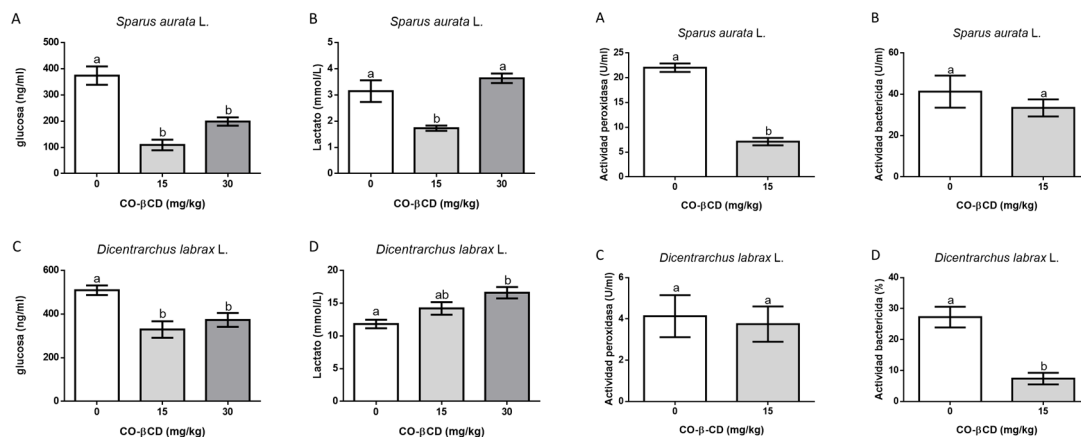 A
Sparus aurata L.
glucosa (ng/ml)
500
400
300
200
100
0
a
b
b
0 15 30
CO-βCD (mg/kg)
B
Sparus aurata L.
Lactato (mmol/L)
5
4
3
2
1
0
a
b
a
0 15 30
CO-βCD (mg/kg)
C
Dicentrarchus labrax L.
glucosa (ng/ml)
600
400
200
0
a
b
b
0 15 30
CO-βCD (mg/kg)
D
Dicentrarchus labrax L.
Lactato (mmol/L)
20
15
10
5
0
a
ab
b
0 15 30
CO-βCD (mg/kg)
A
Sparus aurata L.
Actividad peroxidasa (U/ml)
25
20
15
10
5
0
a
b
0 15
CO-βCD (mg/kg)
B
Sparus aurata L.
Actividad bactericida (U/ml)
60
40
20
0
a
a
0 15
CO-βCD (mg/kg)
C
Dicentrarchus labrax L.
Actividad peroxidasa (U/ml)
6
4
2
0
a
a
0 15
CO-β-CD (mg/kg)
D
Dicentrarchus labrax L.
Actividad bactericida (%)
40
30
20
10
0
a
b
0 15
CO-βCD (mg/kg)